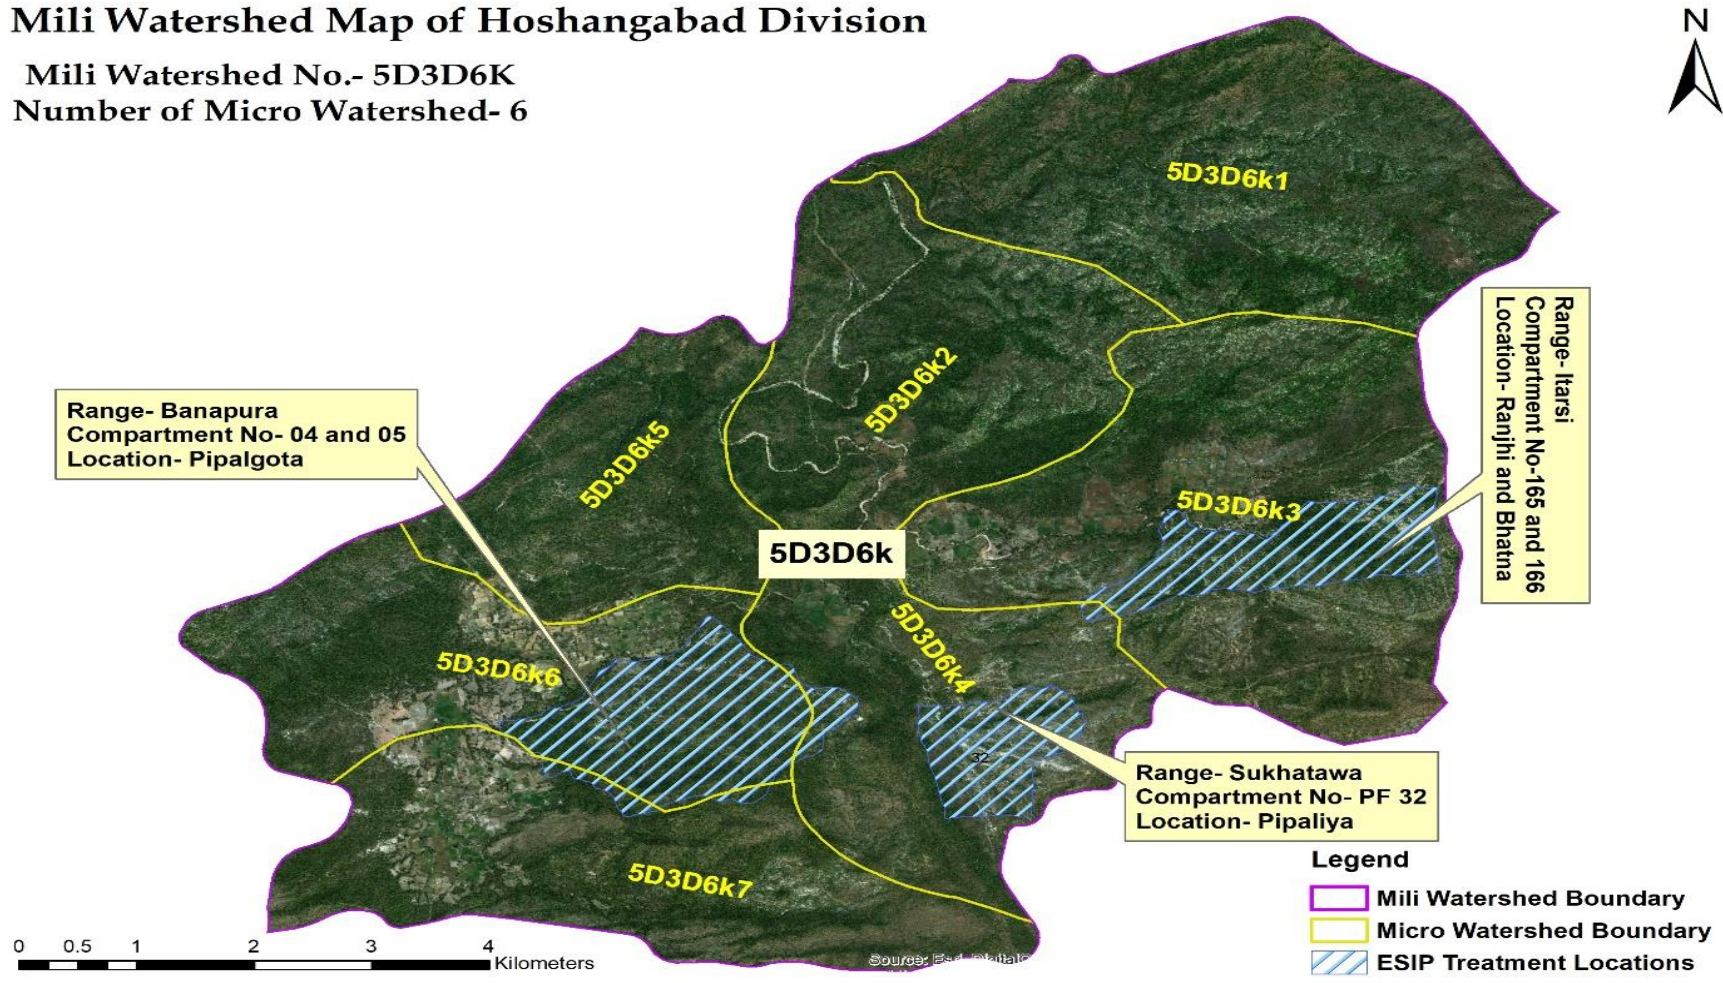 Mili Watershed Map of Hoshangabad Division
Mili Watershed No.- 5D3D6K
Number of Micro Watershed- 6
N
5D3D6k1
Range- Itarsi
Compartment No-165 and 166
Location- Ranjhi and Bhatna
5D3D6k2
Range- Banapura
Compartment No- 04 and 05
Location- Pipalgota
5D3D6k5
5D3D6k3
5D3D6k
5D3D6k4
5D3D6k6
32
Range- Sukhatawa
Compartment No- PF 32
Location- Pipaliya
5D3D6k7
Legend
Mili Watershed Boundary
Micro Watershed Boundary
ESIP Treatment Locations
0 0.5 1 2 3 4
Kilometers
Source: